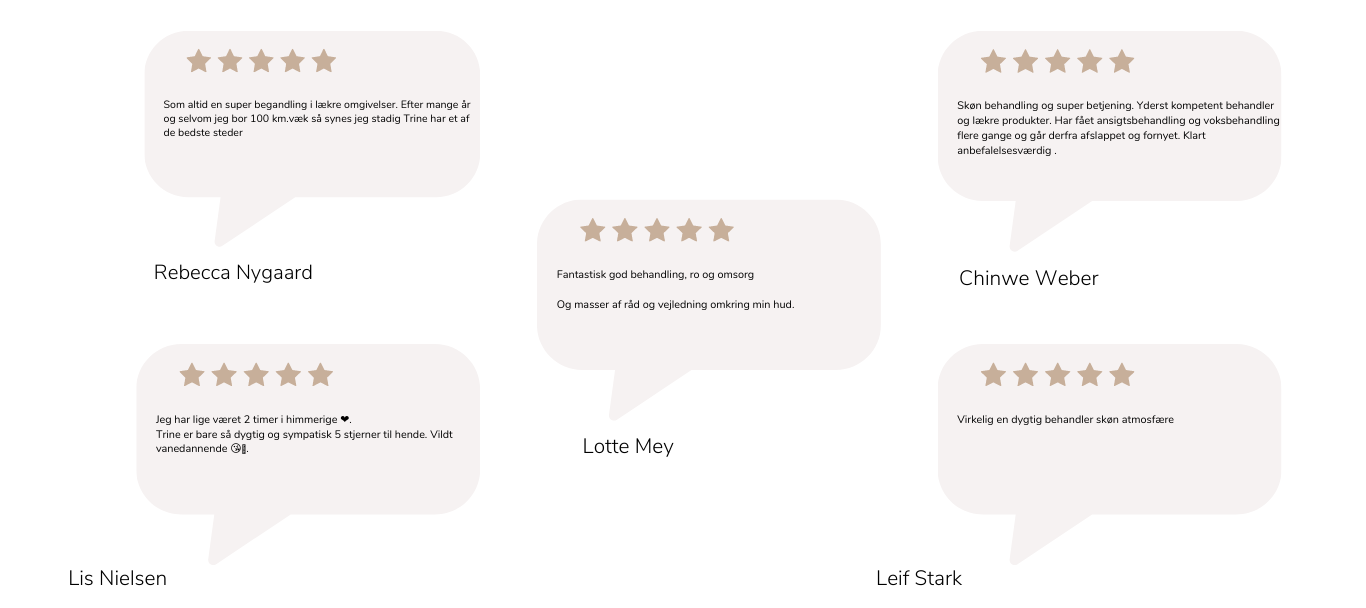 Som altid en super begandling i lækre omgivelser. Efter mange år
og selvom jeg bor 100 km.væk så synes jeg stadig Trine har et af
de bedste steder
Rebecca Nygaard
Jeg har lige været 2 timer i himmerige ❤.
Trine er bare så dygtig og sympatisk 5 stjerner til hende. Vildt
vanedannende 😘▯.
Lis Nielsen
Fantastisk god behandling, ro og omsorg
Og masser af råd og vejledning omkring min hud.
Lotte Mey
Skøn behandling og super betjening. Yderst kompetent behandler
og lækre produkter. Har fået ansigtsbehandling og voksbehandling
flere gange og går derfra afslappet og fornyet. Klart
anbefalelsesværdig .
Chinwe Weber
Virkelig en dygtig behandler skøn atmosfære
Leif Stark